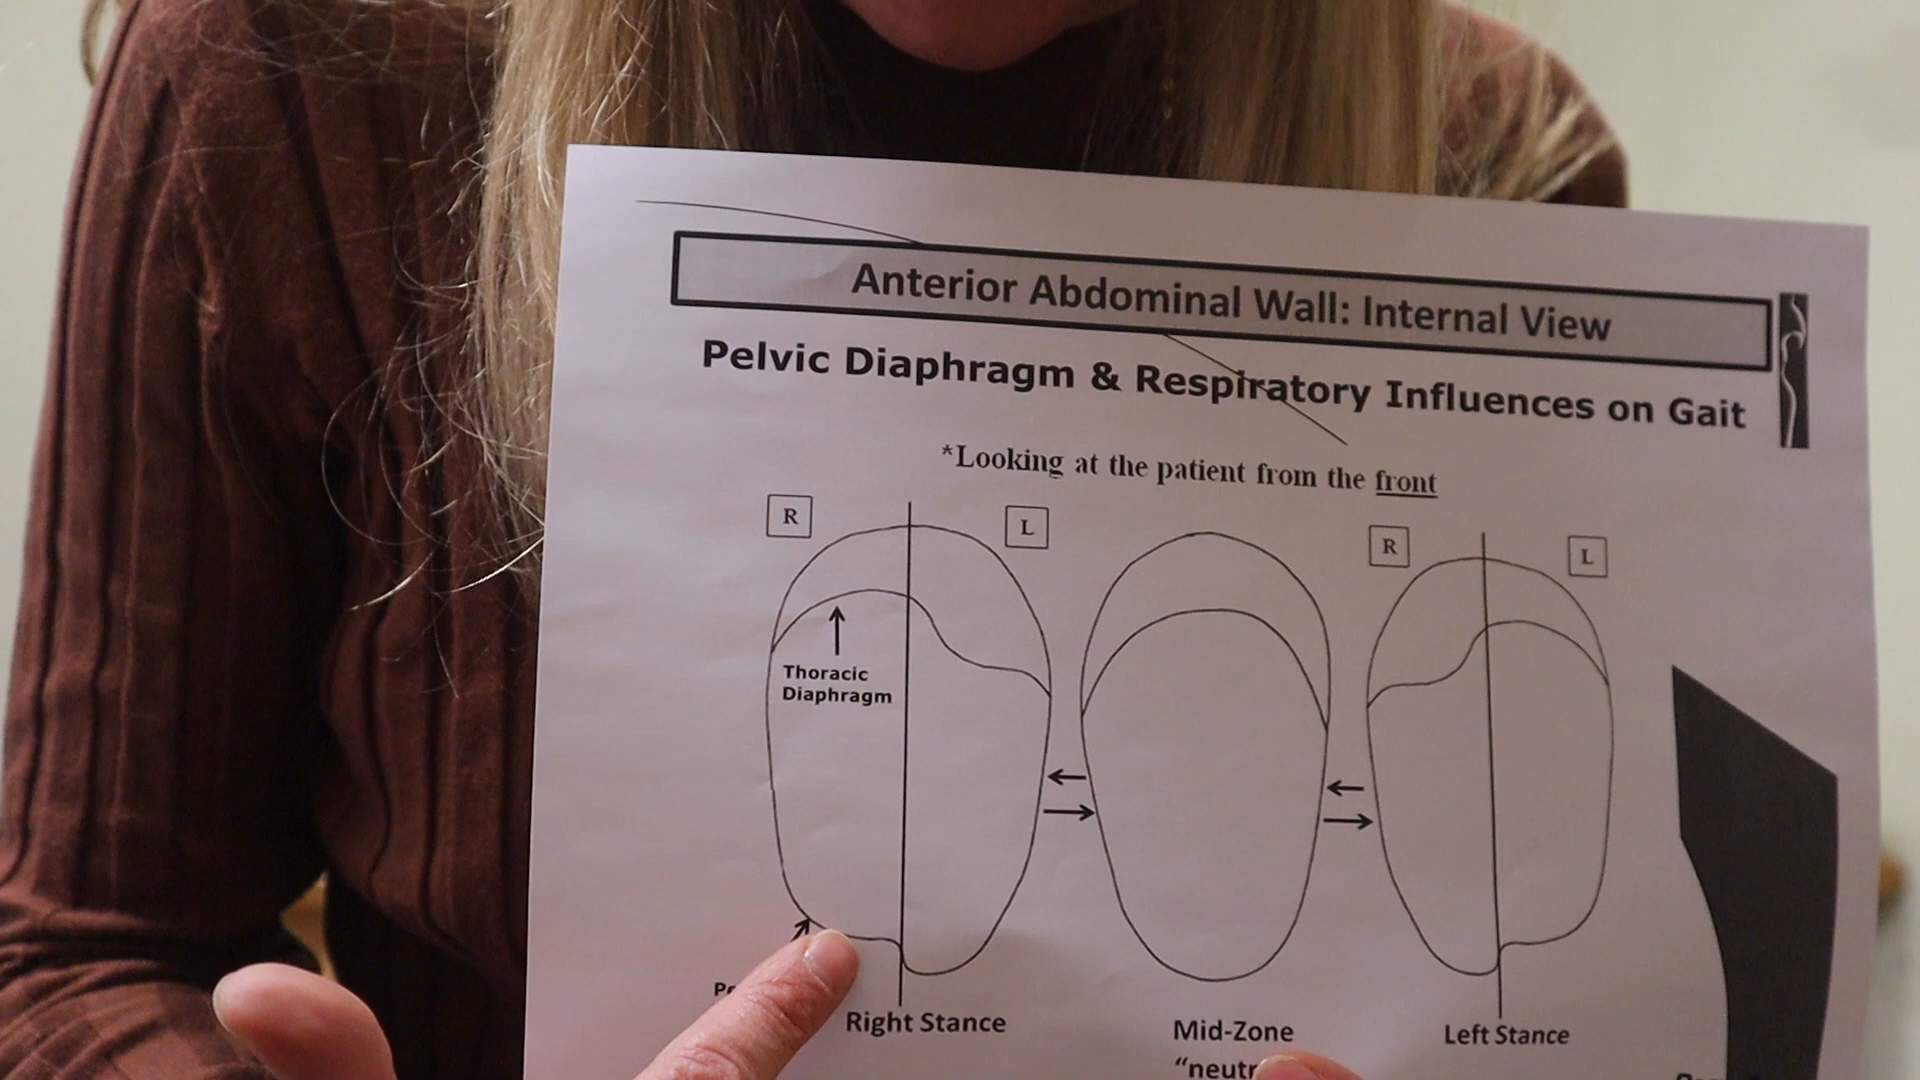 Anterior Abdominal Wall: Internal View
Pelvic Diaphragm & Respiratory Influences on Gait
*Looking at the patient from the front
R
L
R
L
Thoracic
Diaphragm
Right Stance
Mid-Zone
Left Stance